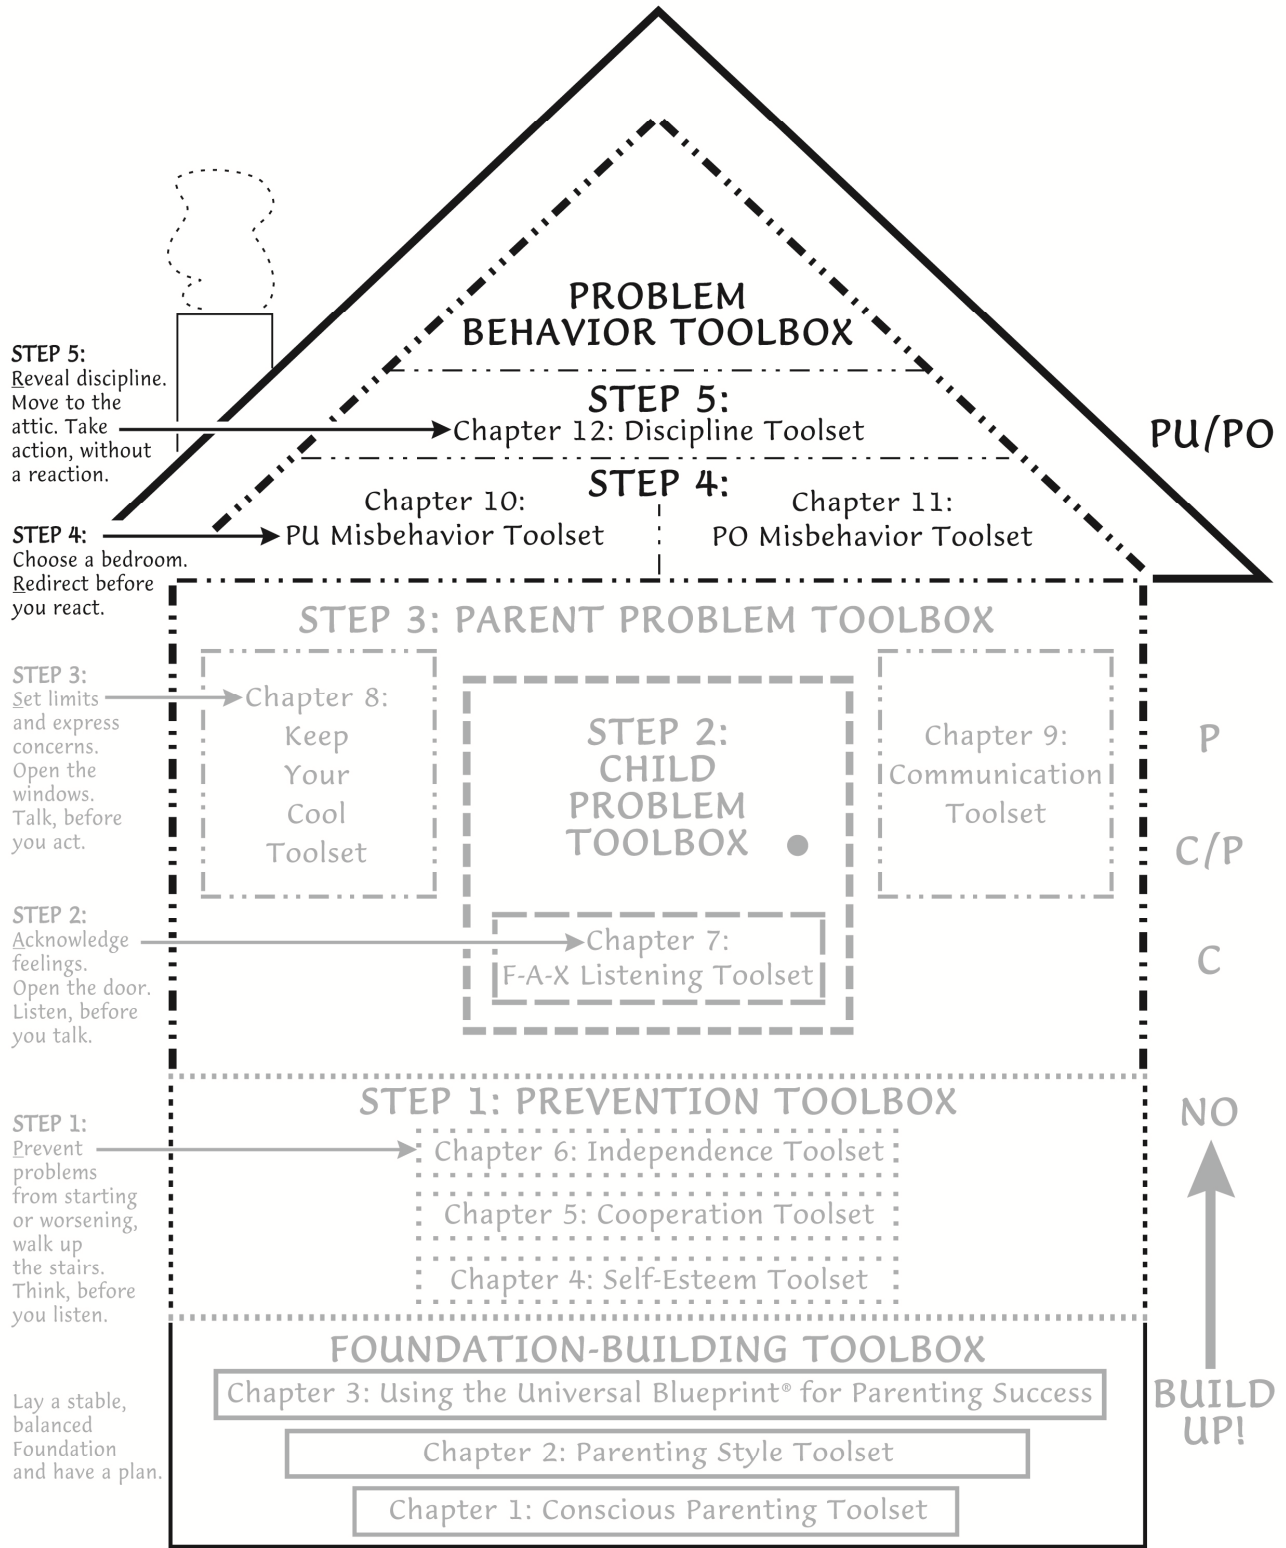 PROBLEM
BEHAVIOR TOOLBOX
STEP 5:
Reveal discipline.
Move to the
attic. Take
action, without
a reaction.
STEP 5:
Chapter 12: Discipline Toolset
PU/PO
STEP 4:
Choose a bedroom.
Redirect before
you react.
STEP 4:
Chapter 10:
PU Misbehavior Toolset
Chapter 11:
PO Misbehavior Toolset
STEP 3: PARENT PROBLEM TOOLBOX
STEP 3:
Set limits
and express
concerns.
Open the
windows.
Talk, before
you act.
Chapter 8:
Keep
Your
Cool
Toolset
STEP 2:
CHILD
PROBLEM
TOOLBOX
Chapter 9:
Communication
Toolset
P
C/P
C
STEP 2:
Acknowledge
feelings.
Open the door.
Listen, before
you talk.
Chapter 7:
F-A-X Listening Toolset
STEP 1: PREVENTION TOOLBOX
STEP 1:
Prevent
problems
from starting
or worsening,
walk up
the stairs.
Think, before
you listen.
Chapter 6: Independence Toolset
Chapter 5: Cooperation Toolset
Chapter 4: Self-Esteem Toolset
NO
BUILD
UP!
FOUNDATION-BUILDING TOOLBOX
Lay a stable,
balanced
Foundation
and have a plan.
Chapter 3: Using the Universal Blueprint® for Parenting Success
Chapter 2: Parenting Style Toolset
Chapter 1: Conscious Parenting Toolset